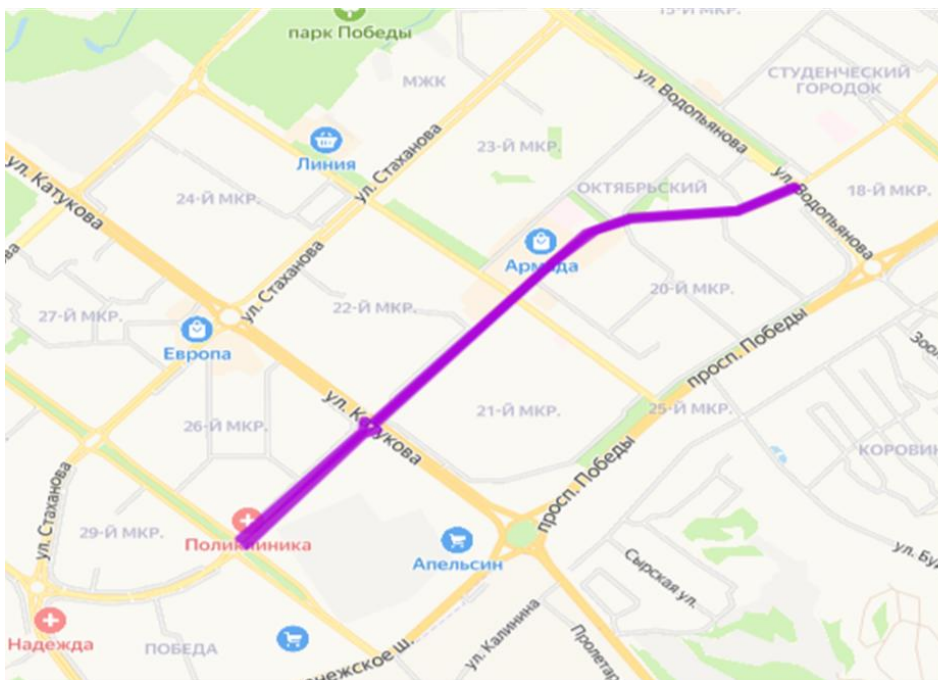 парк Победы
МЖК
ул. Водопьянова
СТУДЕНЧЕСКИЙ
ГОРОДОК
23-Й МКР.
Линия
ул. Стаханова
ул. Катукова
24-Й МКР.
ОКТЯБРЬСКИЙ
ул. Водопьянова
18-Й МКР.
Армада
ул. Стаханова
20-Й МКР.
27-Й МКР.
22-Й МКР.
Европа
просп. Победы
ул. Катукова
21-Й МКР.
25-Й МКР.
26-Й МКР.
просп. Победы
КОРОВИН
ул. Стаханова
29-Й МКР.
Поликлиника
Апельсин
Сырская ул.
Надежда
ПОБЕДА
ул. Калинина
Пролетар
нежское ш.